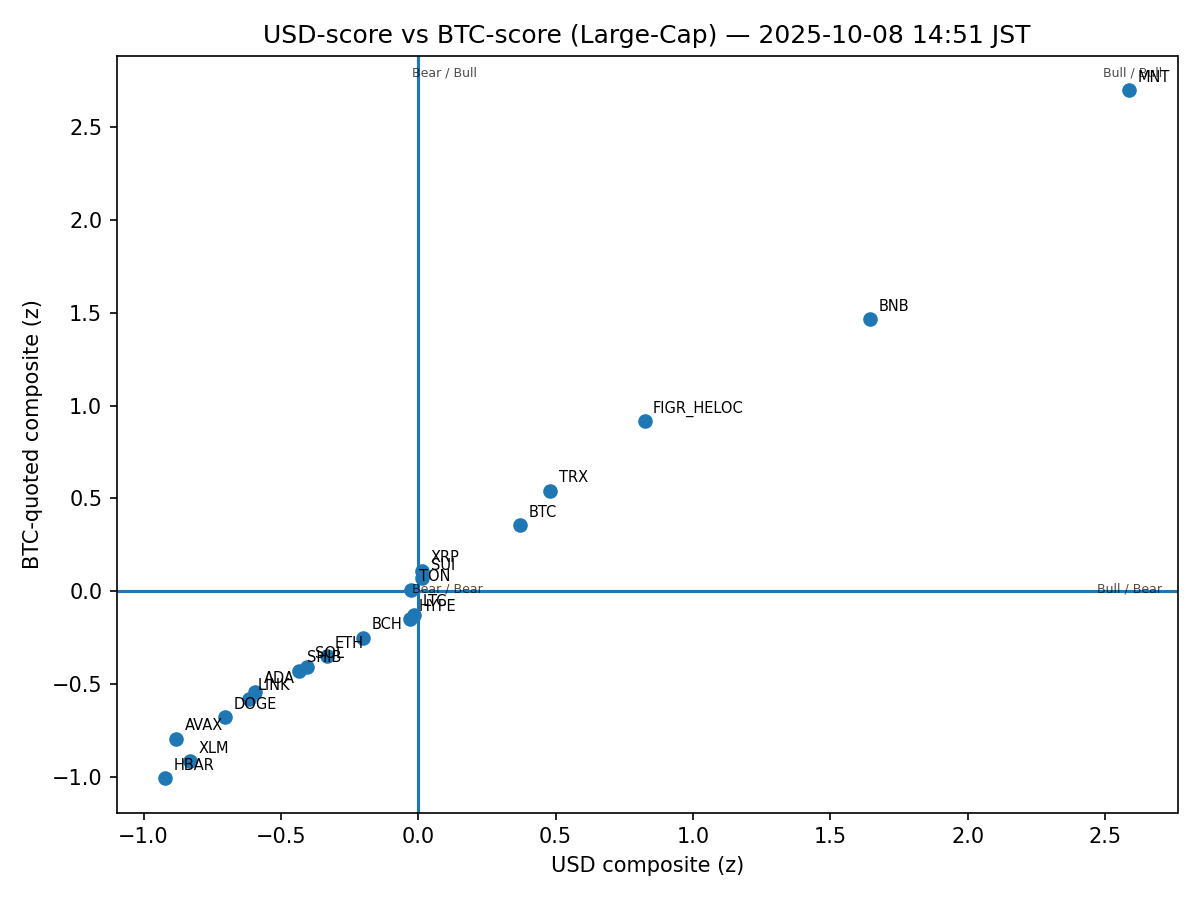 USD-score vs BTC-score (Large-Cap) — 2025-10-08 14:51 JST
Bear / Bull
Bull / Bull
MNT
2.5
2.0
BNB
1.5
1.0
FIGR_HELOC
TRX
0.5
BTC
XRP
SUI
TON
0.0
Bear / Bear
Bull / Bear
LTC
HYPE
BCH
ETH
SOL
SHIB
−0.5
ADA
LINK
DOGE
AVAX
XLM
HBAR
−1.0
−1.0 −0.5 0.0 0.5 1.0 1.5 2.0 2.5
USD composite (z)
BTC-quoted composite (z)